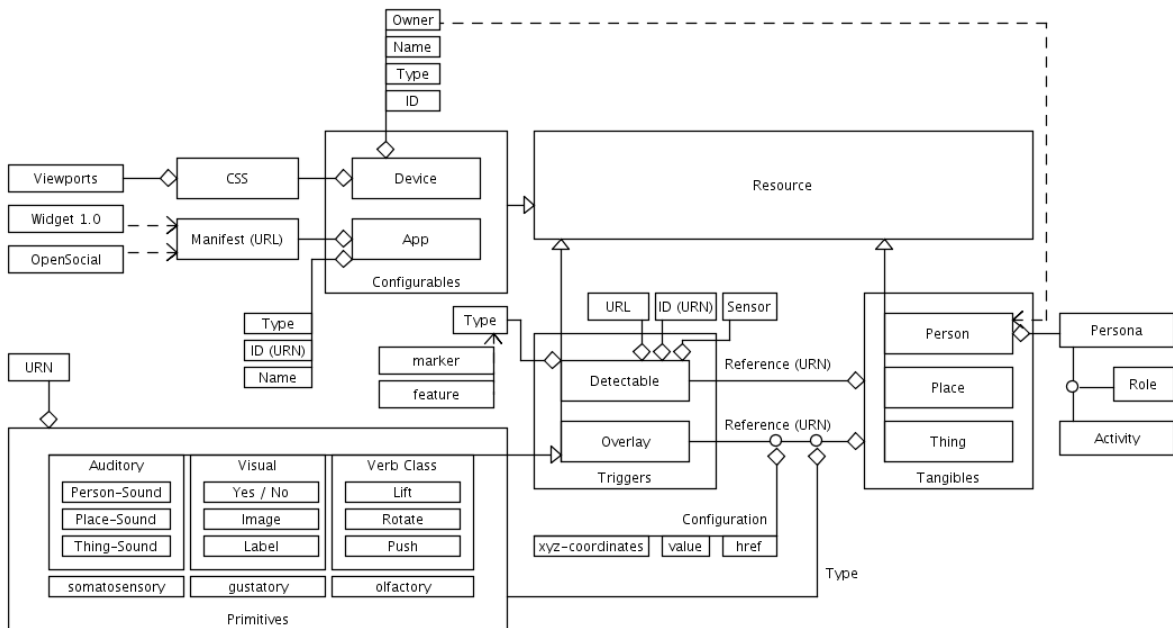 Owner
Name
Type
ID
Viewports
CSS
Device
Resource
Widget 1.0
Manifest (URL)
App
OpenSocial
Configurables
Type
ID (URN)
Name
Type
marker
feature
URL
ID (URN)
Sensor
Detectable
Overlay
Triggers
Reference (URN)
Reference (URN)
Person
Place
Thing
Tangibles
Persona
Role
Activity
URN
Auditory
Visual
Verb Class
Person-Sound
Yes / No
Lift
Place-Sound
Image
Rotate
Thing-Sound
Label
Push
somatosensory
gustatory
olfactory
Primitives
Configuration
xyz-coordinates
value
href
Type